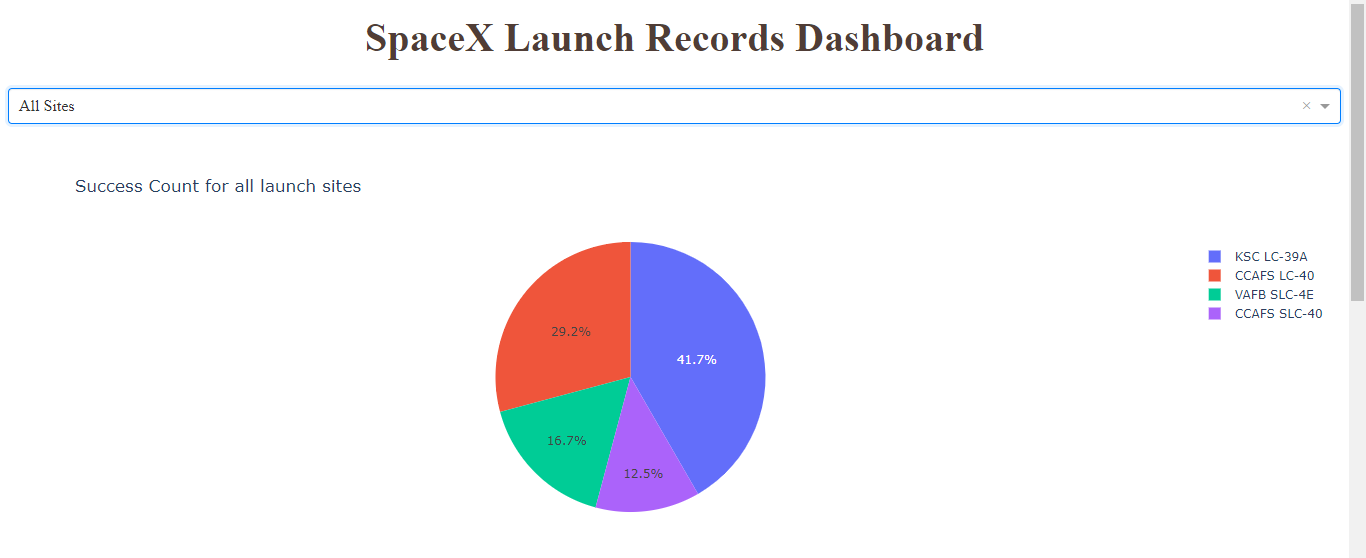 SpaceX Launch Records Dashboard
All Sites
Success Count for all launch sites
KSC LC-39A
CCAFS LC-40
VAFB SLC-4E
CCAFS SLC-40
29.2%
41.7%
16.7%
12.5%